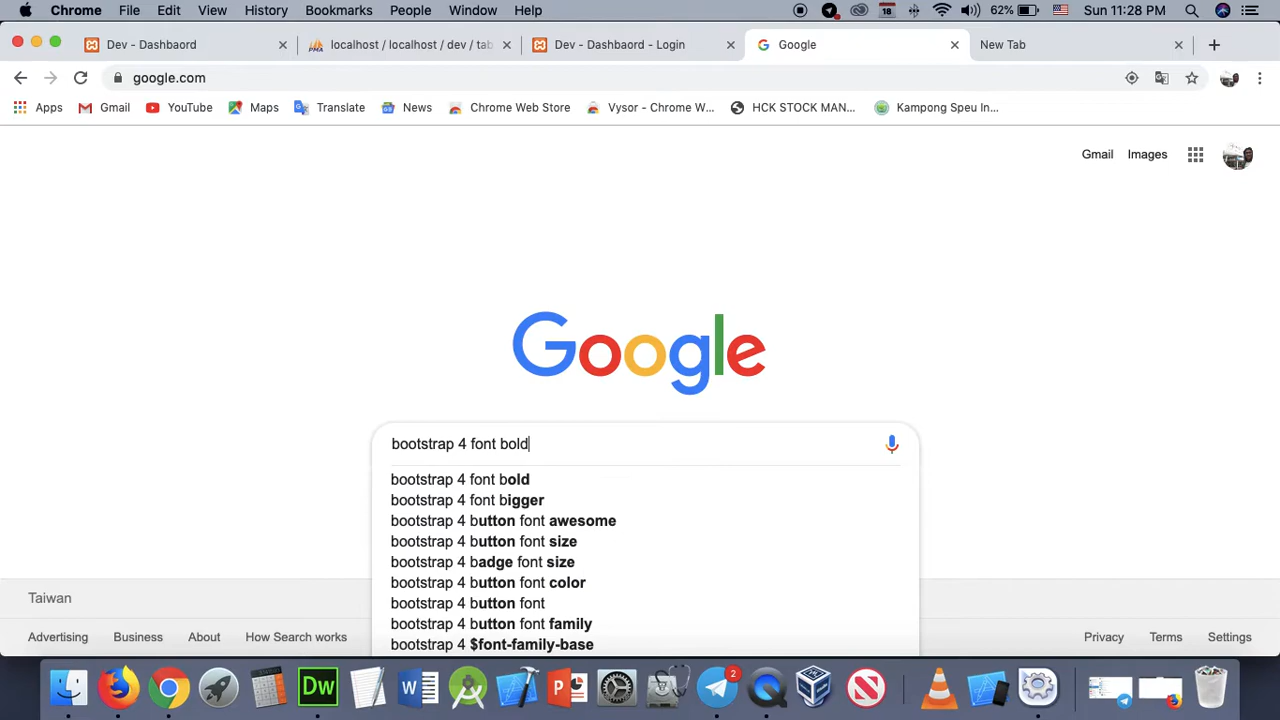 Chrome File Edit View History Bookmarks People Window Help 18 62% Sun 11:28 PM
Dev - Dashbaord localhost / localhost / dev / tab Dev - Dashbaord - Login Google New Tab
google.com
Apps Gmail YouTube Maps Translate News Chrome Web Store Vysor - Chrome W... HCK STOCK MAN... Kampong Speu In...
Gmail Images
Google
bootstrap 4 font bold
bootstrap 4 font bold
bootstrap 4 font bigger
bootstrap 4 button font awesome
bootstrap 4 button font size
bootstrap 4 badge font size
bootstrap 4 button font color
bootstrap 4 button font
bootstrap 4 button font family
bootstrap 4 $font-family-base
Taiwan
Advertising Business About How Search works Privacy Terms Settings
Dw W P 2